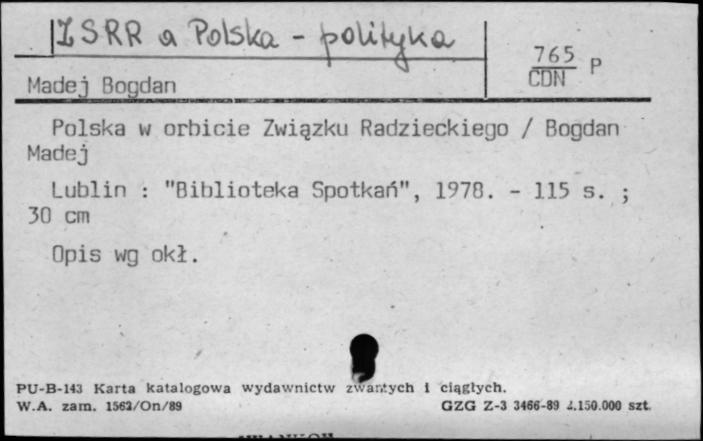 ZSRR a Polska - polityka
765 P
CDN
Madej Bogdan
Polska w orbicie Związku Radzieckiego / Bogdan
Madej
Lublin : "Biblioteka Spotkań", 1978. - 115 s. ;
30 cm
Opis wg okł.
PU-B-143 Karta katalogowa wydawnictw zwartych i ciągłych.
W.A. zam. 1562/On/89 GZG Z-3 3466-89 .150.000 szt.